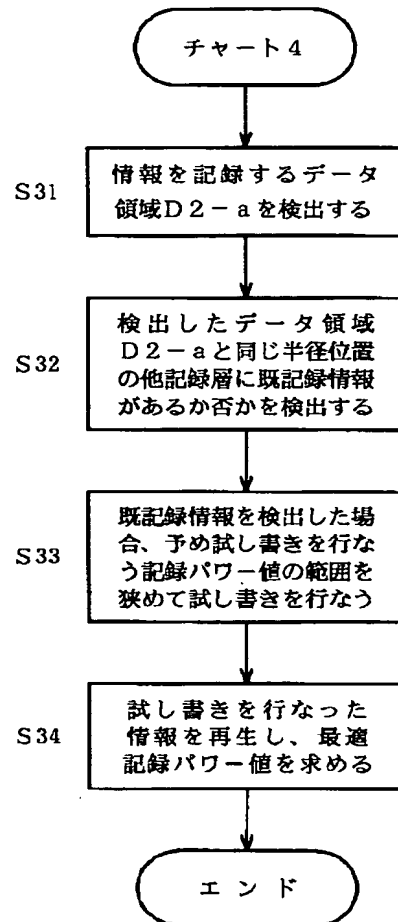 チャート4
S31
情報を記録するデータ
領域D2-aを検出する
S32
検出したデータ領域
D2-aと同じ半径位置
の他記録層に既記録情報
があるか否かを検出する
S33
既記録情報を検出した場
合、予め試し書きを行な
う記録パワー値の範囲を
狭めて試し書きを行なう
S34
試し書きを行なった
情報を再生し、最適
記録パワー値を求める
エンド